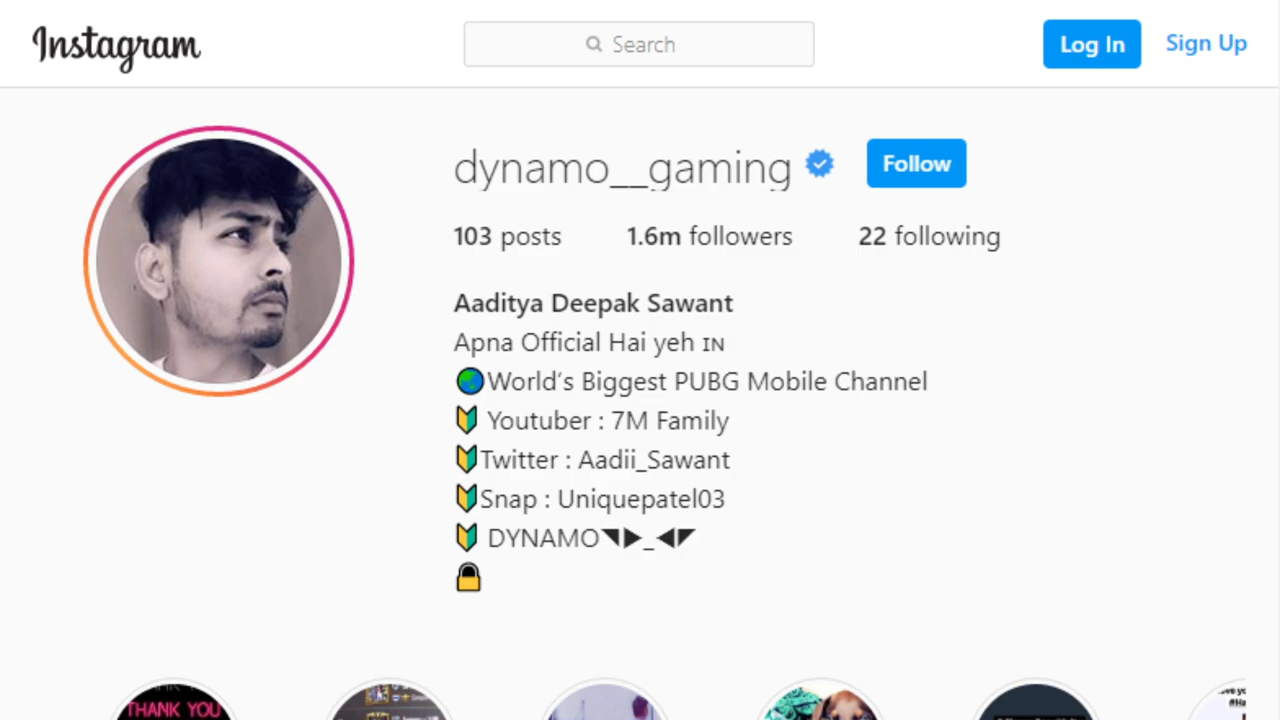 Instagram
Search
Log In
Sign Up
dynamo__gaming
Follow
103 posts 1.6m followers 22 following
Aaditya Deepak Sawant
Apna Official Hai yeh IN
🌏World's Biggest PUBG Mobile Channel
🔰 Youtuber : 7M Family
🔰Twitter : Aadii_Sawant
🔰Snap : Uniquepatel03
🔰 DYNAMO◥▶_◀◤
🔒
THANK YOU